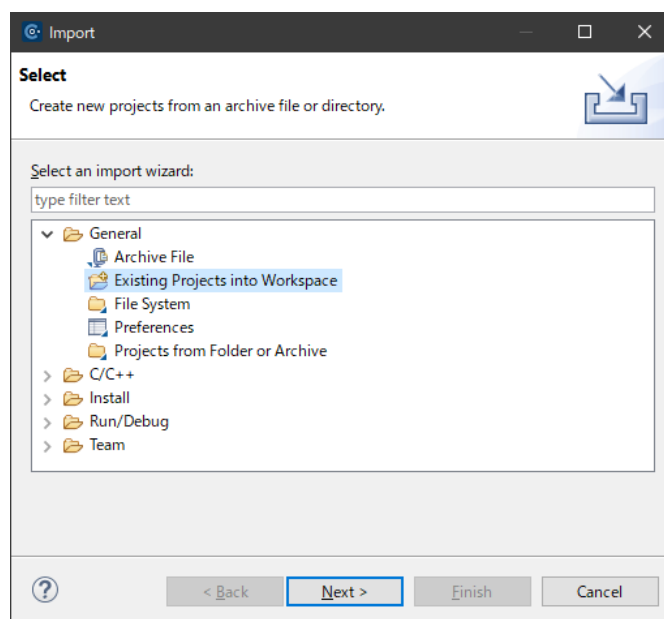 Import
Select
Create new projects from an archive file or directory.
Select an import wizard:
type filter text
General
Archive File
Existing Projects into Workspace
File System
Preferences
Projects from Folder or Archive
C/C++
Install
Run/Debug
Team
?
< Back
Next >
Finish
Cancel